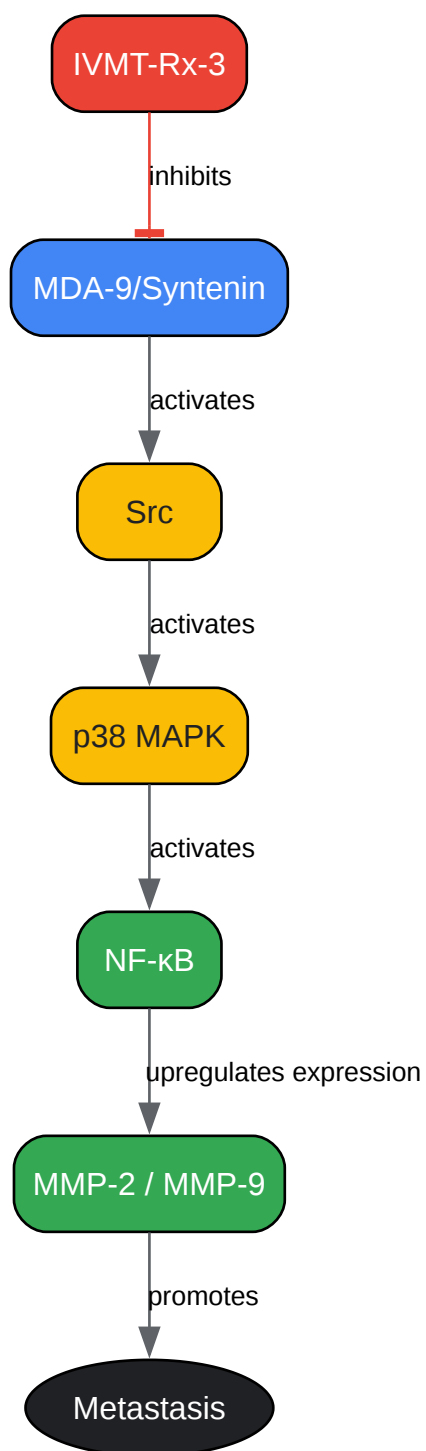 IVMT-Rx-3
inhibits
MDA-9/Syntenin
activates
Src
activates
p38 MAPK
activates
NF-κB
upregulates expression
MMP-2 / MMP-9
promotes
Metastasis